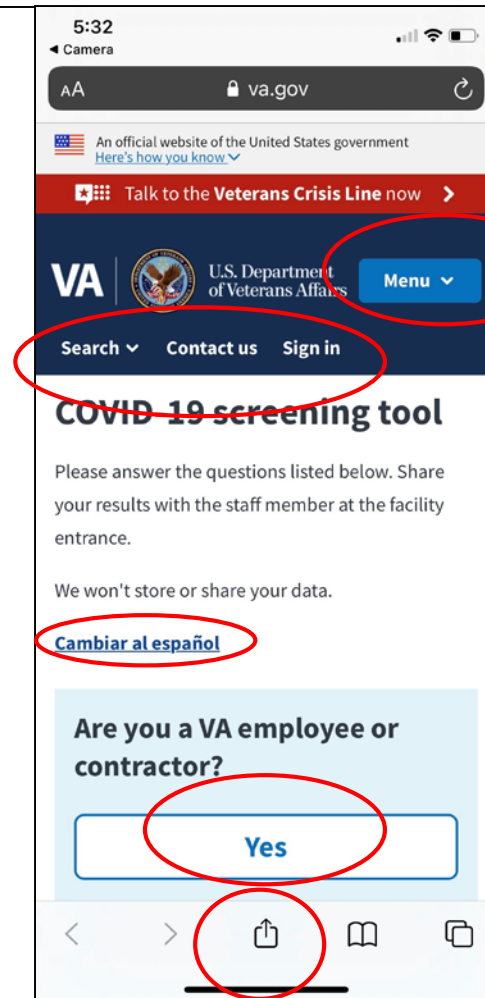 5:32
◀ Camera
AA va.gov
An official website of the United States government
Here's how you know
Talk to the Veterans Crisis Line now
VA U.S. Department
of Veterans Affairs Menu
Search Contact us Sign in
COVID-19 screening tool
Please answer the questions listed below. Share
your results with the staff member at the facility
entrance.
We won't store or share your data.
Cambiar al español
Are you a VA employee or
contractor?
Yes